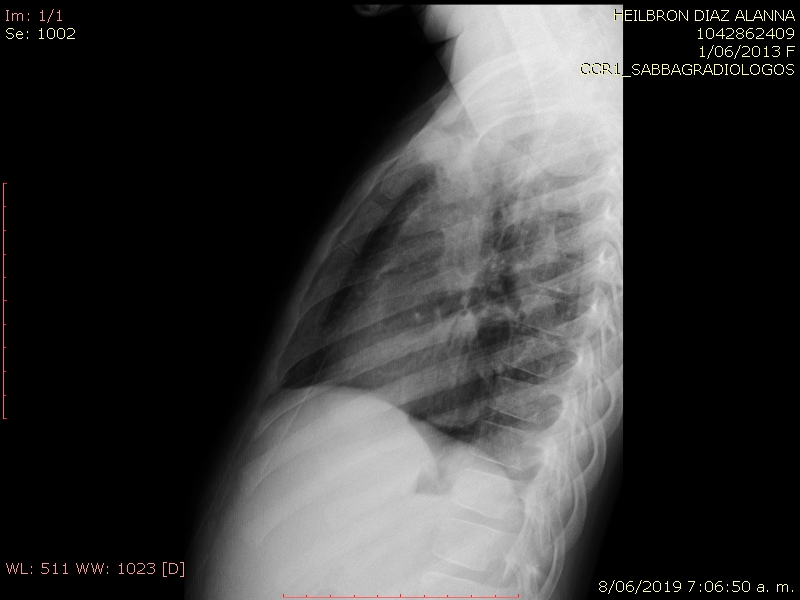 Im: 1/1
Se: 1002
HEILBRON DIAZ ALANNA
1042862409
1/06/2013 F
CCR1_SABBAGRADIOLOGOS
WL: 511 WW: 1023 [D]
8/06/2019 7:06:50 a. m.